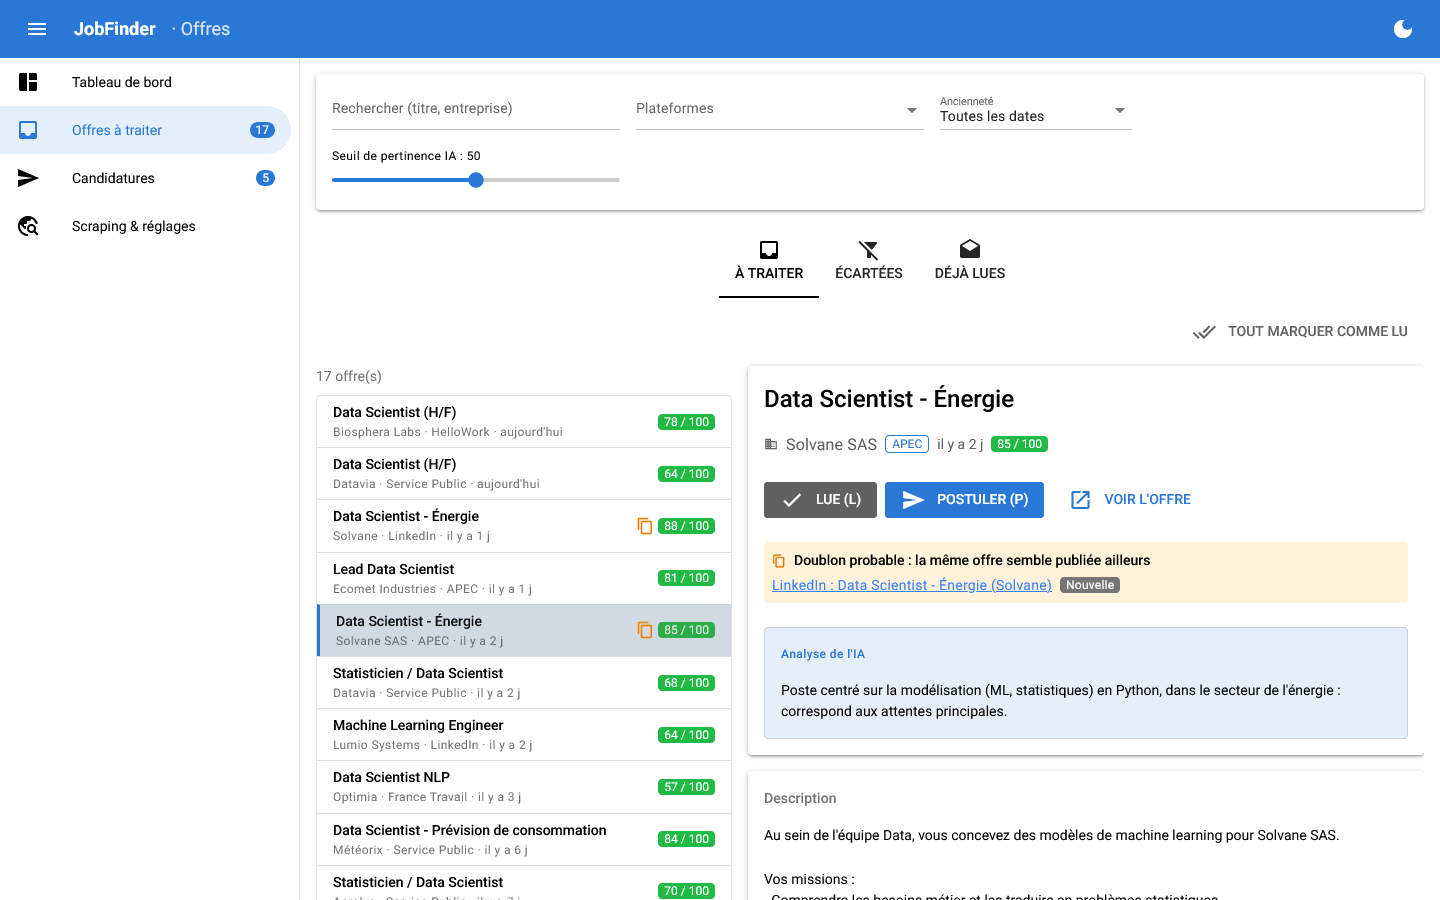 JobFinder · Offres
Tableau de bord
Offres à traiter 17
Candidatures 5
Scraping & réglages
Rechercher (titre, entreprise)
Plateformes
Ancienneté
Toutes les dates
Seuil de pertinence IA : 50
À TRAITER
ÉCARTÉES
DÉJÀ LUES
TOUT MARQUER COMME LU
17 offre(s)
Data Scientist (H/F)
Biosphera Labs · HelloWork · aujourd'hui
78 / 100
Data Scientist (H/F)
Datavia · Service Public · aujourd'hui
64 / 100
Data Scientist - Énergie
Solvane · LinkedIn · il y a 1 j
88 / 100
Lead Data Scientist
Ecomet Industries · APEC · il y a 1 j
81 / 100
Data Scientist - Énergie
Solvane SAS · APEC · il y a 2 j
85 / 100
Statisticien / Data Scientist
Datavia · Service Public · il y a 2 j
68 / 100
Machine Learning Engineer
Lumio Systems · LinkedIn · il y a 2 j
64 / 100
Data Scientist NLP
Optimia · France Travail · il y a 3 j
57 / 100
Data Scientist - Prévision de consommation
Météorix · Service Public · il y a 6 j
84 / 100
Statisticien / Data Scientist
70 / 100
Data Scientist - Énergie
Solvane SAS APEC il y a 2 j 85 / 100
LUE (L)
POSTULER (P)
VOIR L'OFFRE
Doublon probable : la même offre semble publiée ailleurs
LinkedIn : Data Scientist - Énergie (Solvane) Nouvelle
Analyse de l'IA
Poste centré sur la modélisation (ML, statistiques) en Python, dans le secteur de l'énergie :
correspond aux attentes principales.
Description
Au sein de l'équipe Data, vous concevez des modèles de machine learning pour Solvane SAS.
Vos missions :
- Comprendre les besoins métier et les traduire en problèmes statistiques